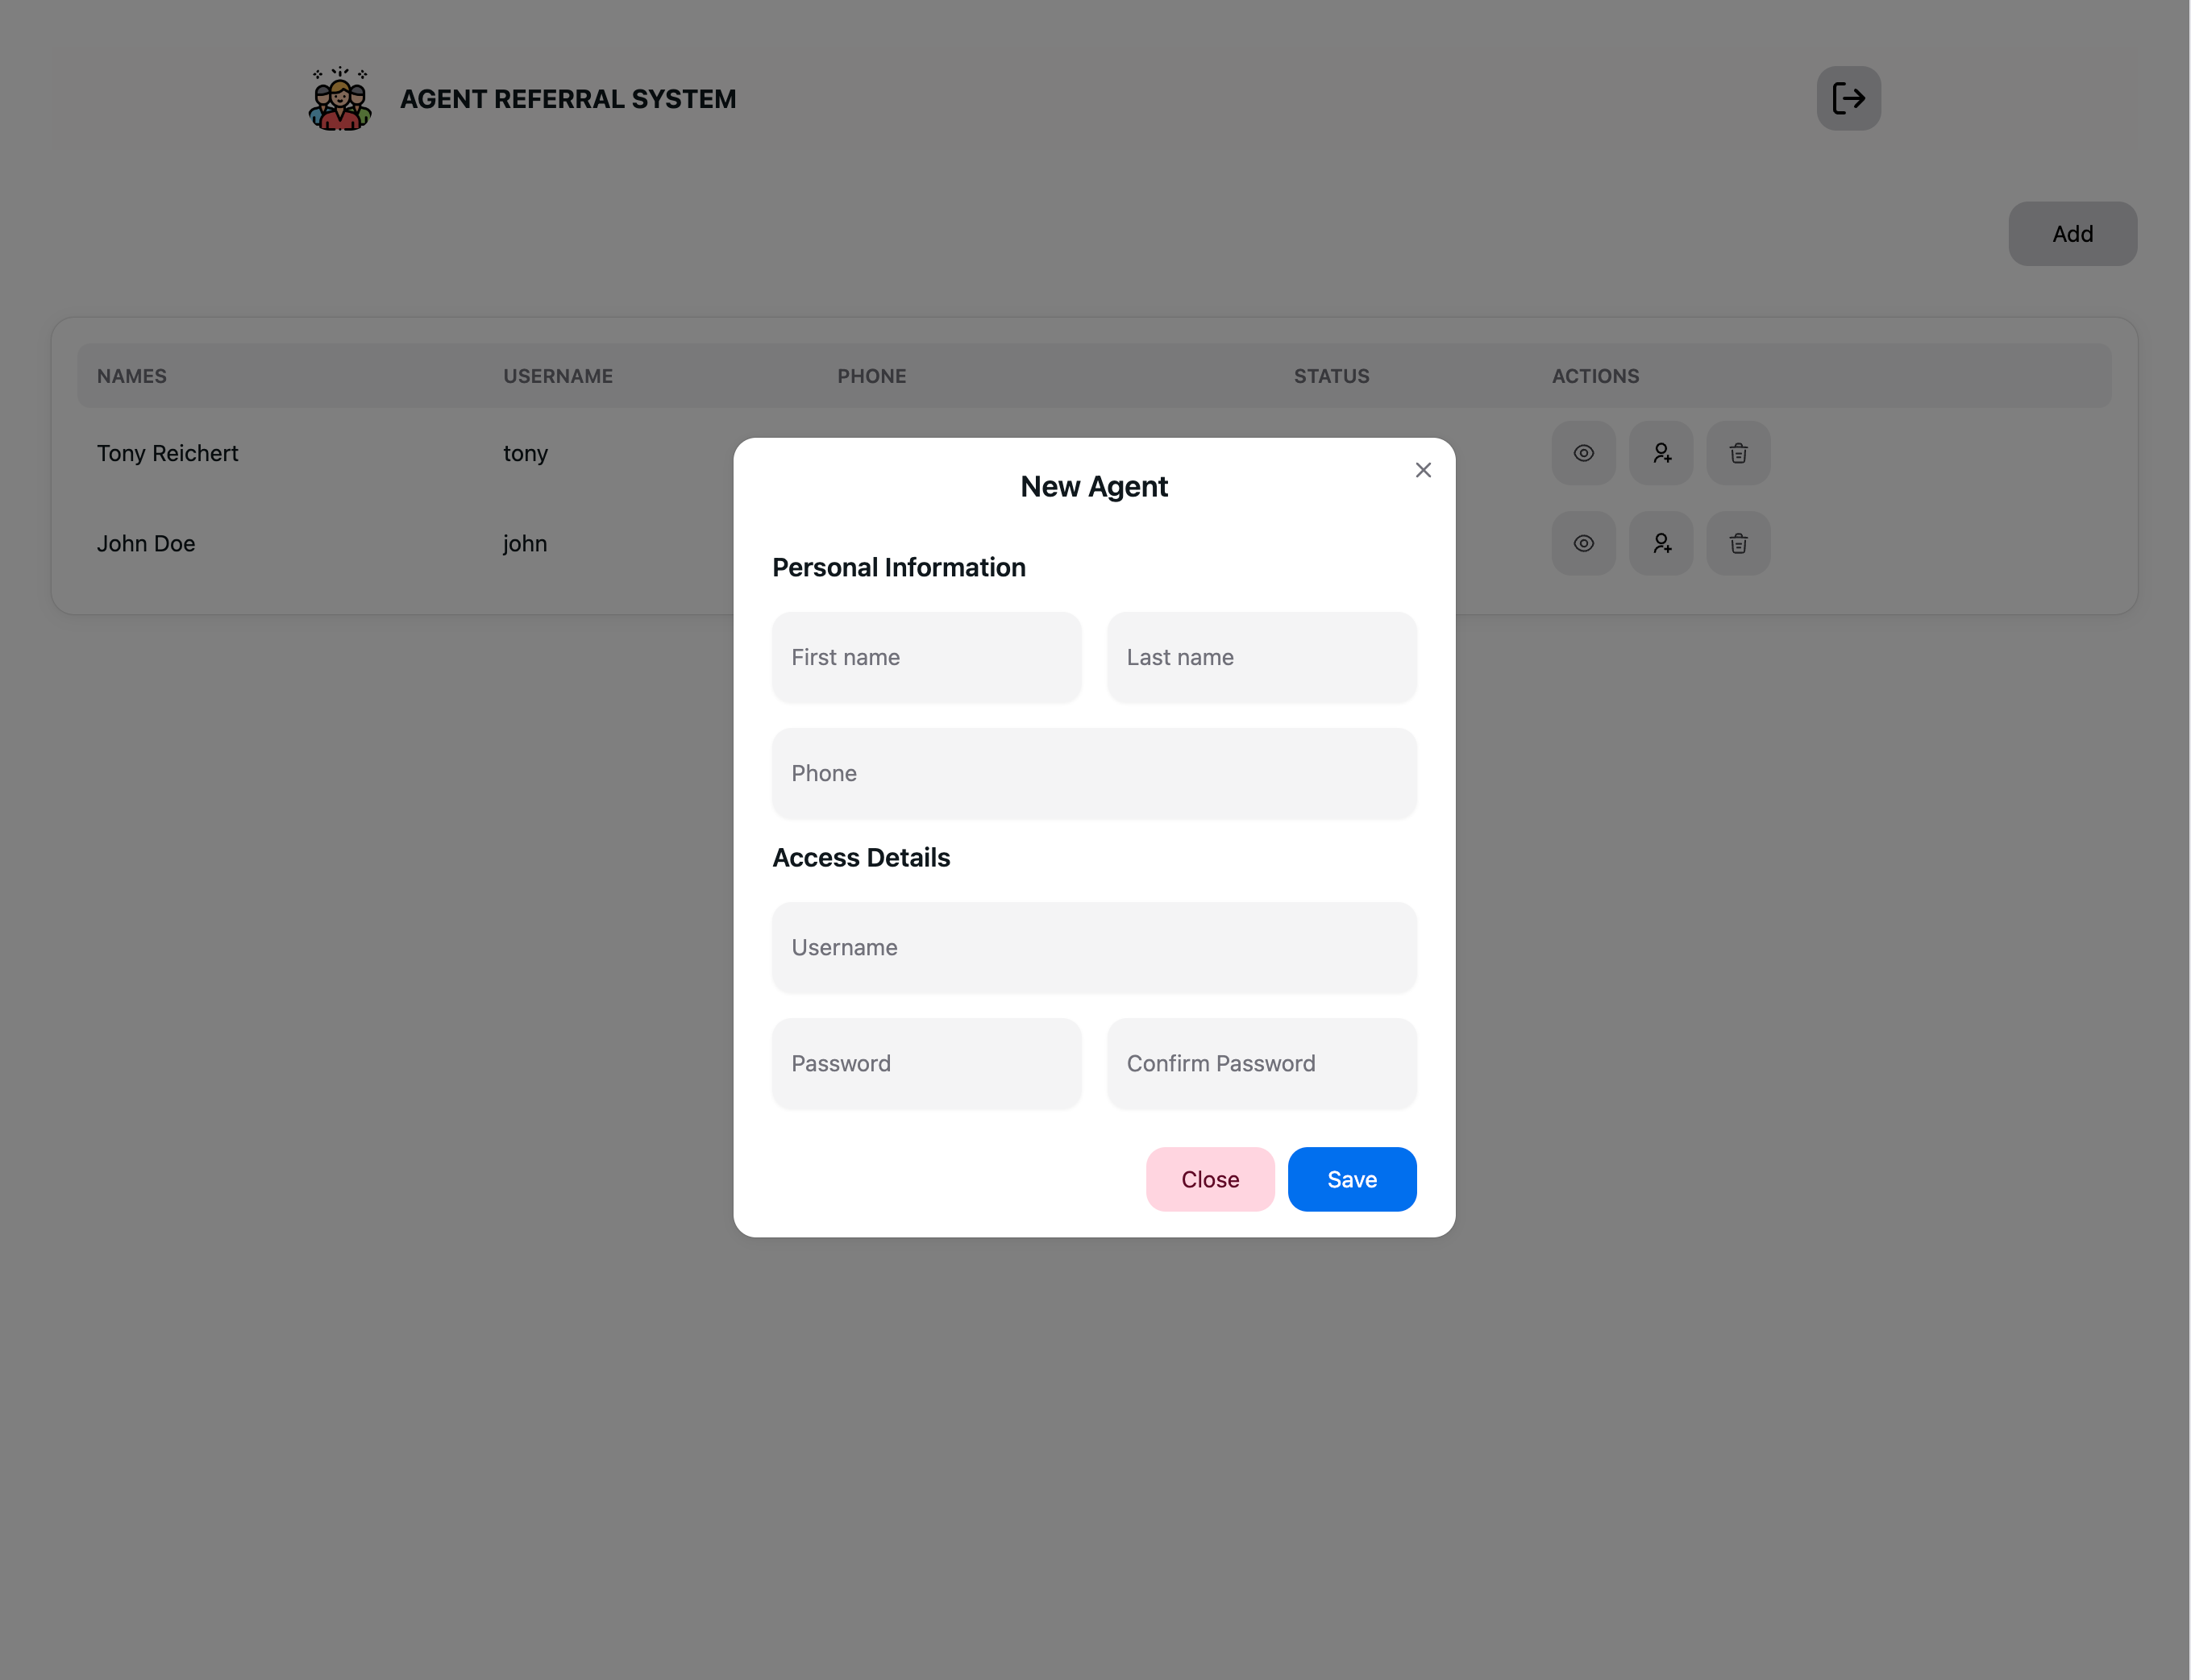 AGENT REFERRAL SYSTEM
Add
NAMES USERNAME PHONE STATUS ACTIONS
Tony Reichert tony
John Doe john
New Agent
Personal Information
First name Last name
Phone
Access Details
Username
Password Confirm Password
Close Save